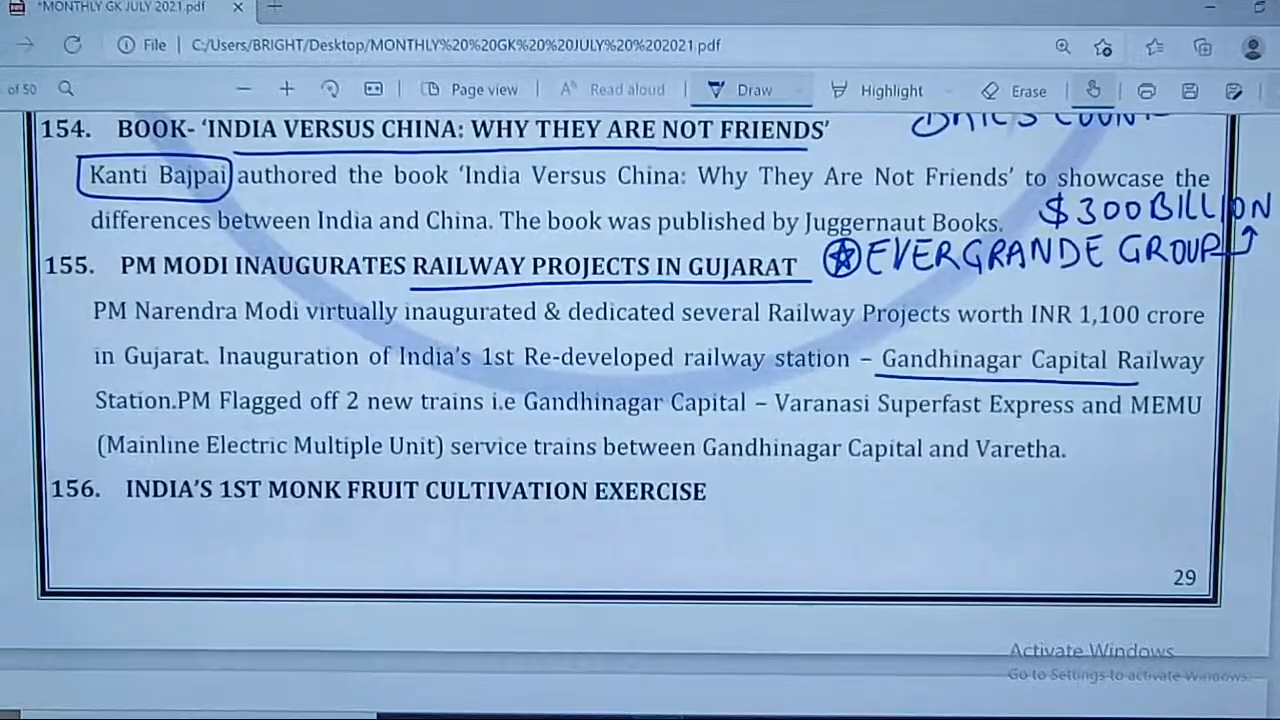 *MONTHLY GK JULY 2021.pdf
File | C:/Users/BRIGHT/Desktop/MONTHLY%20%20GK%20%20JULY%20%202021.pdf
of 50 Page view Read aloud Draw Highlight Erase
154. BOOK- ‘INDIA VERSUS CHINA: WHY THEY ARE NOT FRIENDS’
Kanti Bajpai authored the book ‘India Versus China: Why They Are Not Friends’ to showcase the
differences between India and China. The book was published by Juggernaut Books.
$300BILLION
155. PM MODI INAUGURATES RAILWAY PROJECTS IN GUJARAT
EVERGRANDE GROUP
PM Narendra Modi virtually inaugurated & dedicated several Railway Projects worth INR 1,100 crore
in Gujarat. Inauguration of India’s 1st Re-developed railway station – Gandhinagar Capital Railway
Station.PM Flagged off 2 new trains i.e Gandhinagar Capital – Varanasi Superfast Express and MEMU
(Mainline Electric Multiple Unit) service trains between Gandhinagar Capital and Varetha.
156. INDIA’S 1ST MONK FRUIT CULTIVATION EXERCISE
29
Activate Windows
Go to Settings to activate Windows.